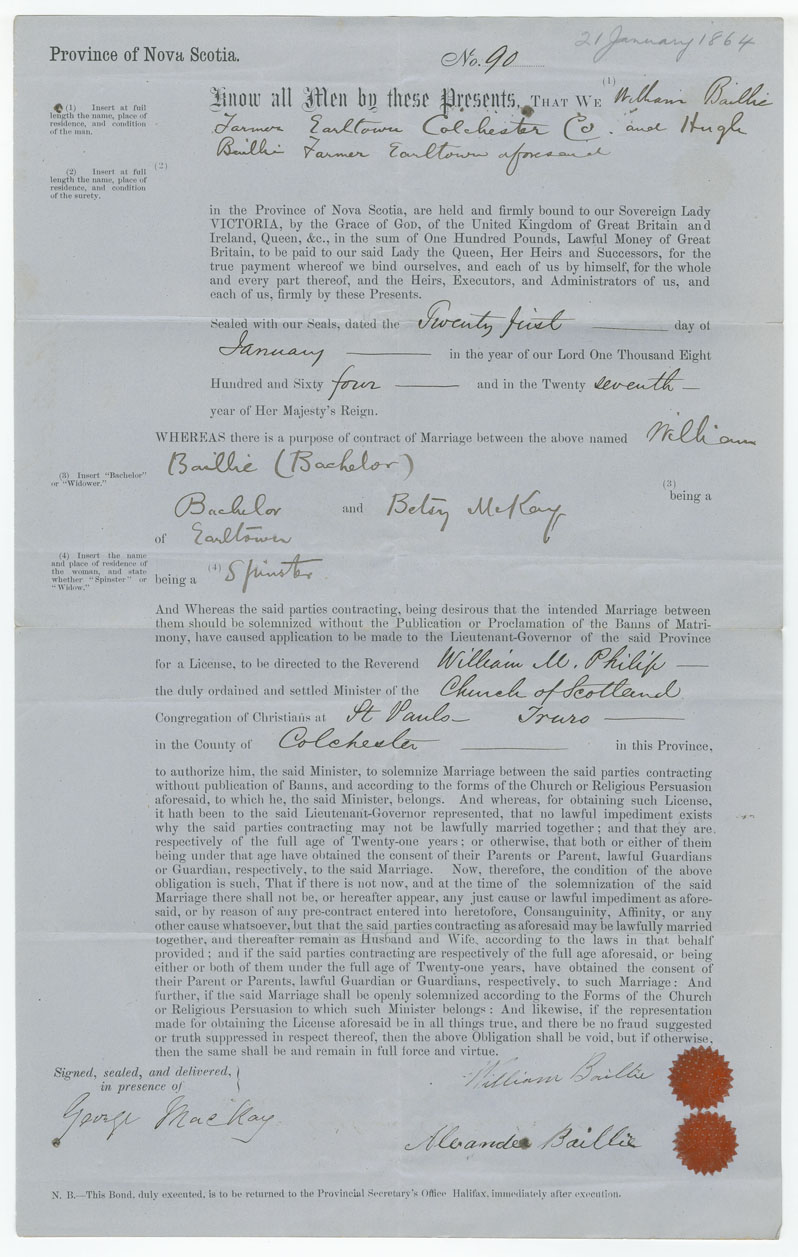 21 January 1864
Province of Nova Scotia.
No. 90
(1) Insert at full
length the name, place of
residence, and condition
of the man.
(2) Insert at full
length the name, place of
residence, and condition
of the surety.
Know all Men by these Presents, THAT WE (1) William Baillie
Farmer Earltown Colchester Co. and Hugh
(2) Baillie Farmer Earltown aforesaid
in the Province of Nova Scotia, are held and firmly bound to our Sovereign Lady
VICTORIA, by the Grace of GOD, of the United Kingdom of Great Britain and
Ireland, Queen, &c., in the sum of One Hundred Pounds, Lawful Money of Great
Britain, to be paid to our said Lady the Queen, Her Heirs and Successors, for the
true payment whereof we bind ourselves, and each of us by himself, for the whole
and every part thereof, and the Heirs, Executors, and Administrators of us, and
each of us, firmly by these Presents.
Sealed with our Seals, dated the Twenty first day of
January in the year of our Lord One Thousand Eight
Hundred and Sixty four and in the Twenty seventh
year of Her Majesty's Reign.
WHEREAS there is a purpose of contract of Marriage between the above named William
Baillie (Bachelor)
(3) Insert "Bachelor"
or "Widower."
(3)
being a
Bachelor and Betsy McKay
of Earltown
(4) Insert the name
and place of residence of
the woman, and state
whether "Spinster" or
"Widow."
being a (4) Spinster
And Whereas the said parties contracting, being desirous that the intended Marriage between
them should be solemnized without the Publication or Proclamation of the Banns of Matri-
mony, have caused application to be made to the Lieutenant-Governor of the said Province
for a License, to be directed to the Reverend William M. Philip
the duly ordained and settled Minister of the Church of Scotland
Congregation of Christians at St Pauls Truro
in the County of Colchester in this Province,
to authorize him, the said Minister, to solemnize Marriage between the said parties contracting
without publication of Banns, and according to the forms of the Church or Religious Persuasion
aforesaid, to which he, the said Minister, belongs. And whereas, for obtaining such License,
it hath been to the said Lieutenant-Governor represented, that no lawful impediment exists
why the said parties contracting may not be lawfully married together; and that they are
respectively of the full age of Twenty-one years; or otherwise, that both or either of them
being under that age have obtained the consent of their Parents or Parent, lawful Guardians
or Guardian, respectively, to the said Marriage. Now, therefore, the condition of the above
obligation is such, That if there is not now, and at the time of the solemnization of the said
Marriage there shall not be, or hereafter appear, any just cause or lawful impediment as afore-
said, or by reason of any pre-contract entered into heretofore, Consanguinity, Affinity, or any
other cause whatsoever, but that the said parties contracting as aforesaid may be lawfully married
together, and thereafter remain as Husband and Wife, according to the laws in that behalf
provided; and if the said parties contracting are respectively of the full age aforesaid, or being
either or both of them under the full age of Twenty-one years, have obtained the consent of
their Parent or Parents, lawful Guardian or Guardians, respectively, to such Marriage: And
further, if the said Marriage shall be openly solemnized according to the Forms of the Church
or Religious Persuasion to which such Minister belongs: And likewise, if the representation
made for obtaining the License aforesaid be in all things true, and there be no fraud suggested
or truth suppressed in respect thereof, then the above Obligation shall be void, but if otherwise,
then the same shall be and remain in full force and virtue.
Signed, sealed, and delivered,
in presence of
William Baillie
George MacKay
Alexander Baillie
N. B.—This Bond, duly executed, is to be returned to the Provincial Secretary's Office Halifax, immediately after execution.